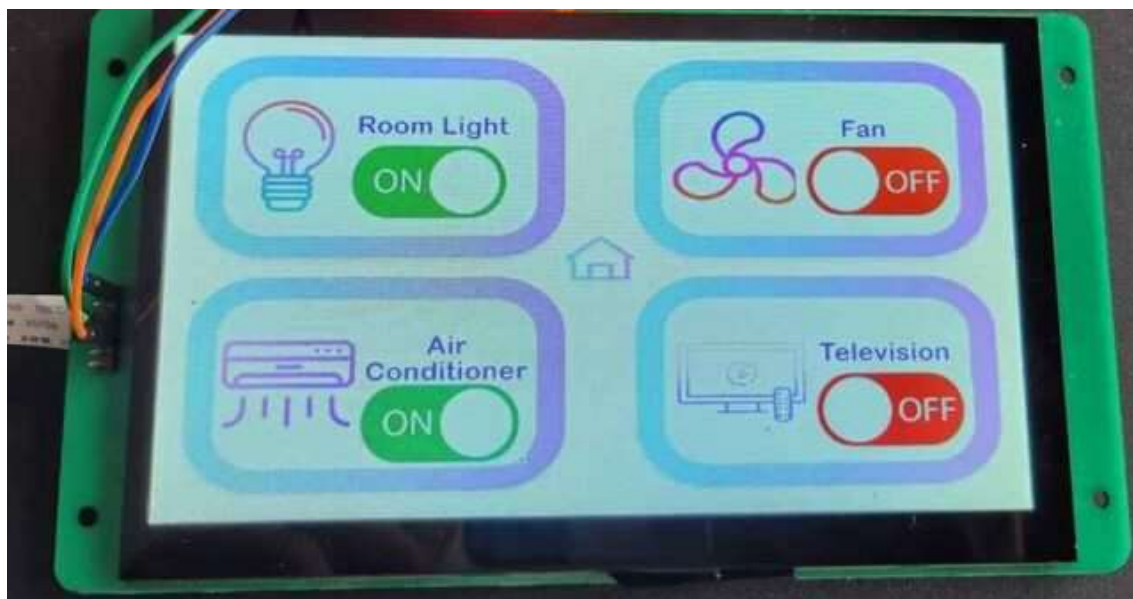 Room Light
ON
Fan
OFF
Air
Conditioner
ON
Television
OFF